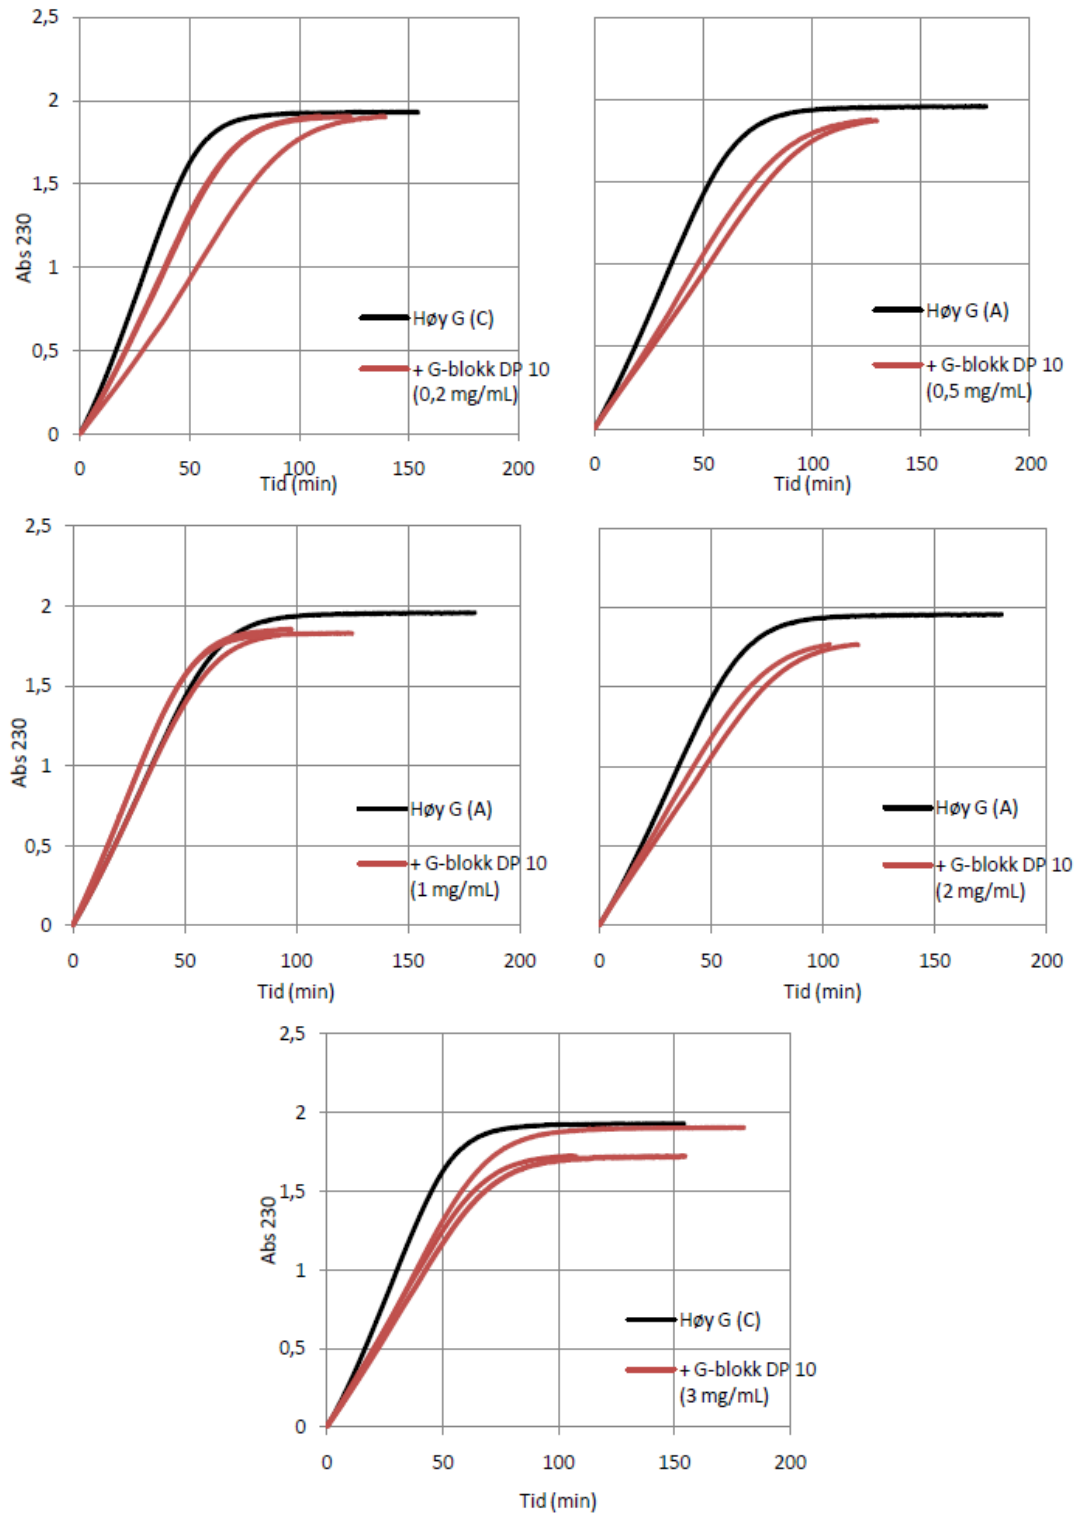 2,5
2
1,5
1
0,5
0
Abs 230
0 50 100 150 200
Tid (min)
Høy G (C)
+ G-blokk DP 10
(0,2 mg/mL)
0 50 100 150 200
Tid (min)
Høy G (A)
+ G-blokk DP 10
(0,5 mg/mL)
2,5
2
1,5
1
0,5
0
Abs 230
0 50 100 150 200
Tid (min)
Høy G (A)
+ G-blokk DP 10
(1 mg/mL)
0 50 100 150 200
Tid (min)
Høy G (A)
+ G-blokk DP 10
(2 mg/mL)
2,5
2
1,5
1
0,5
0
Abs 230
0 50 100 150 200
Tid (min)
Høy G (C)
+ G-blokk DP 10
(3 mg/mL)